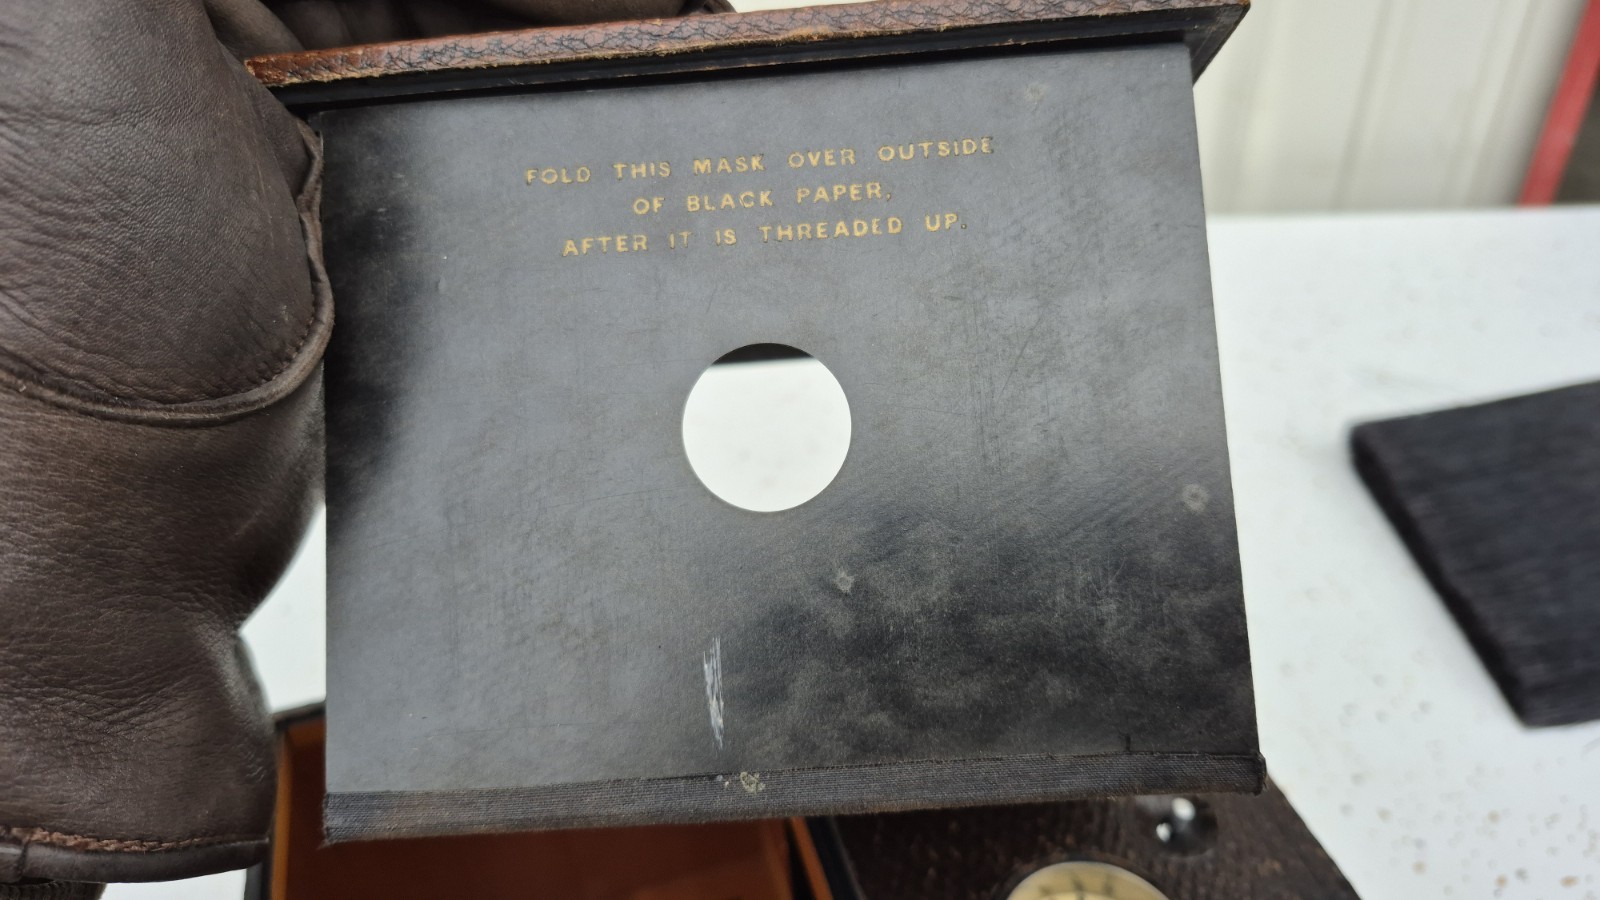 FOLD THIS MASK OVER OUTSIDE
OF BLACK PAPER,
AFTER IT IS THREADED UP.